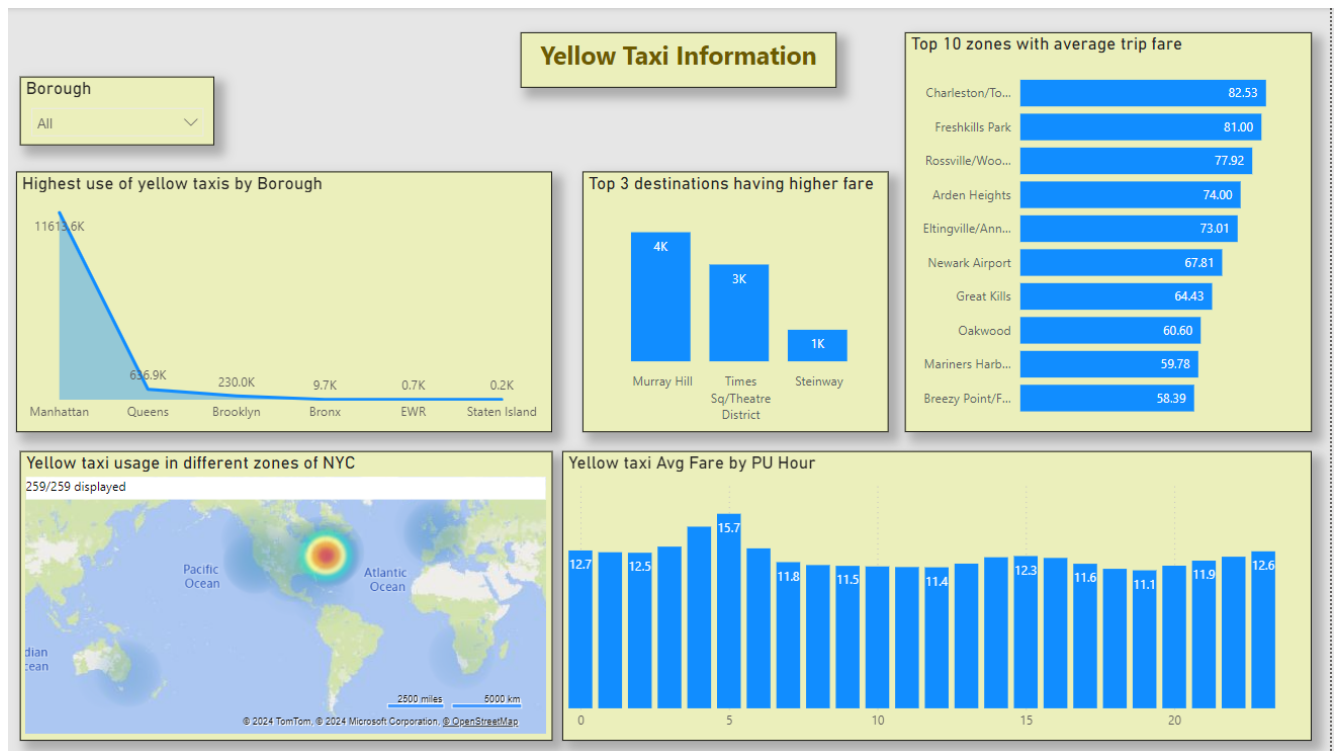 Yellow Taxi Information
Borough
All
Highest use of yellow taxis by Borough
11613.6K
636.9K
230.0K
9.7K
0.7K
0.2K
Manhattan
Queens
Brooklyn
Bronx
EWR
Staten Island
Top 3 destinations having higher fare
4K
3K
1K
Murray Hill
Times
Sq/Theatre
District
Steinway
Top 10 zones with average trip fare
Charleston/To... 82.53
Freshkills Park 81.00
Rossville/Woo... 77.92
Arden Heights 74.00
Eltingville/Ann... 73.01
Newark Airport 67.81
Great Kills 64.43
Oakwood 60.60
Mariners Harb... 59.78
Breezy Point/F... 58.39
Yellow taxi usage in different zones of NYC
259/259 displayed
Pacific
Ocean
Atlantic
Ocean
dian
cean
2500 miles
5000 km
© 2024 TomTom, © 2024 Microsoft Corporation, © OpenStreetMap
Yellow taxi Avg Fare by PU Hour
12.7
12.5
15.7
11.8
11.5
11.4
12.3
11.6
11.1
11.9
12.6
0
5
10
15
20